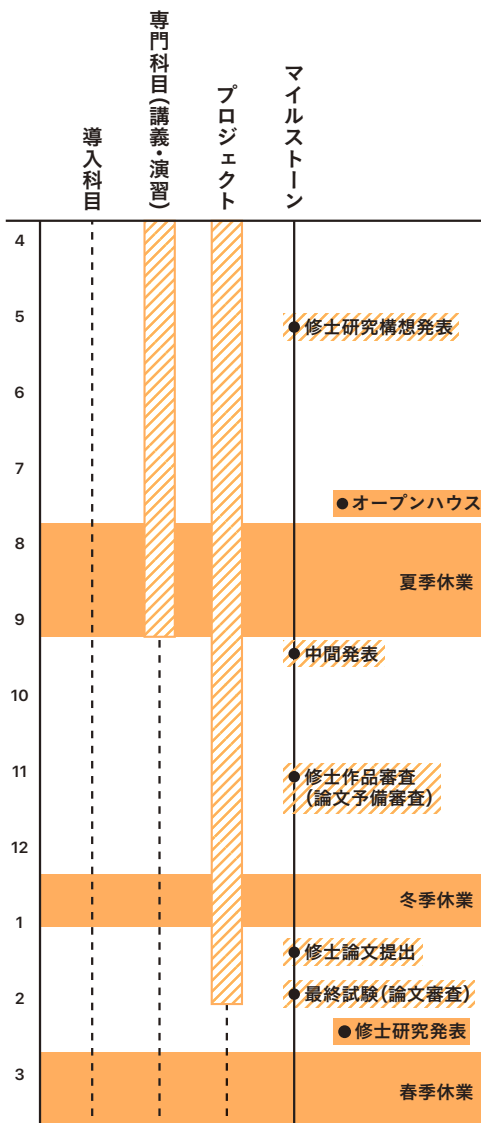 導入科目
専門科目(講義・演習)
プロジェクト
マイルストーン
4
5
修士研究構想発表
6
7
オープンハウス
8
夏季休業
9
中間発表
10
11
修士作品審査
(論文予備審査)
12
冬季休業
1
修士論文提出
2
最終試験(論文審査)
修士研究発表
3
春季休業